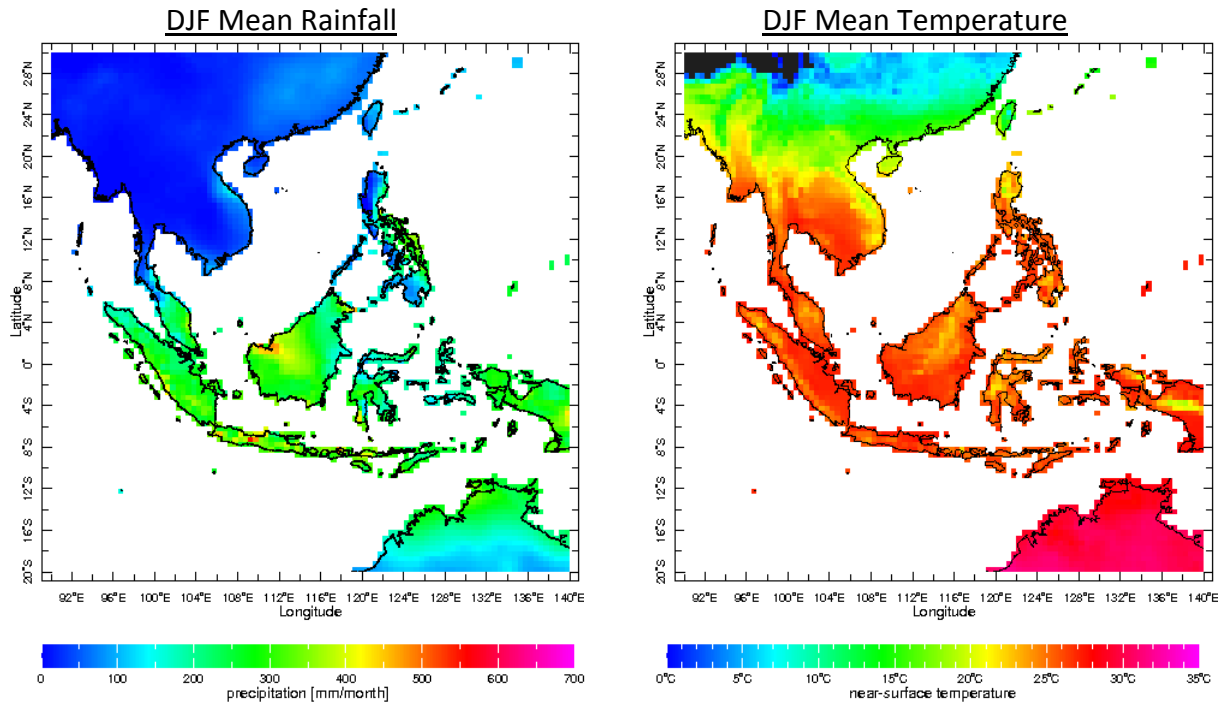 DJF Mean Rainfall
28°N
24°N
20°N
16°N
12°N
8°N
4°N
0°
4°S
8°S
12°S
16°S
20°S
Latitude
92°E 96°E 100°E 104°E 108°E 112°E 116°E 120°E 124°E 128°E 132°E 136°E 140°E
Longitude
0 100 200 300 400 500 600 700
precipitation [mm/month]
DJF Mean Temperature
28°N
24°N
20°N
16°N
12°N
8°N
4°N
0°
4°S
8°S
12°S
16°S
20°S
Latitude
92°E 96°E 100°E 104°E 108°E 112°E 116°E 120°E 124°E 128°E 132°E 136°E 140°E
Longitude
0°C 5°C 10°C 15°C 20°C 25°C 30°C 35°C
near-surface temperature